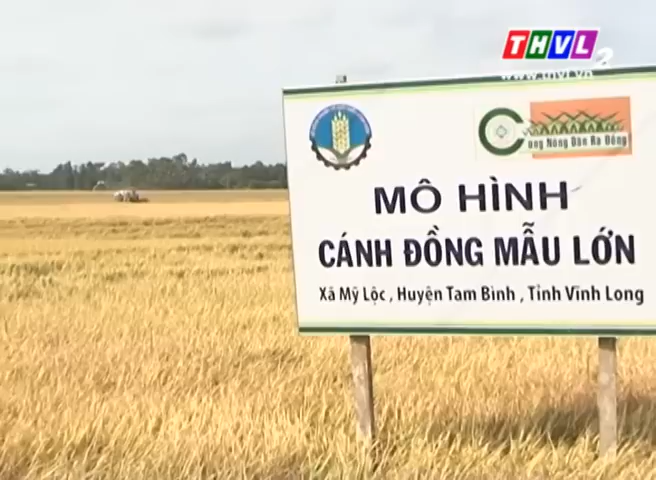 THVL2
www.thvl.vn
Cùng Nông Dân Ra Đồng
MÔ HÌNH
CÁNH ĐỒNG MẪU LỚN
Xã Mỹ Lộc , Huyện Tam Bình , Tỉnh Vĩnh Long